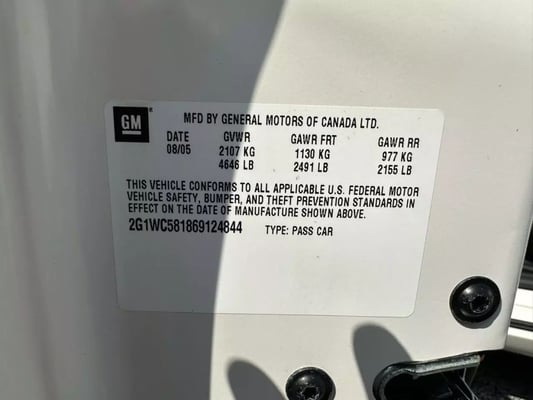 GM
MFD BY GENERAL MOTORS OF CANADA LTD.
DATE GVWR GAWR FRT GAWR RR
08/05 2107 KG 1130 KG 977 KG
4646 LB 2491 LB 2155 LB
THIS VEHICLE CONFORMS TO ALL APPLICABLE U.S. FEDERAL MOTOR
VEHICLE SAFETY, BUMPER, AND THEFT PREVENTION STANDARDS IN
EFFECT ON THE DATE OF MANUFACTURE SHOWN ABOVE.
2G1WC581869124844 TYPE: PASS CAR